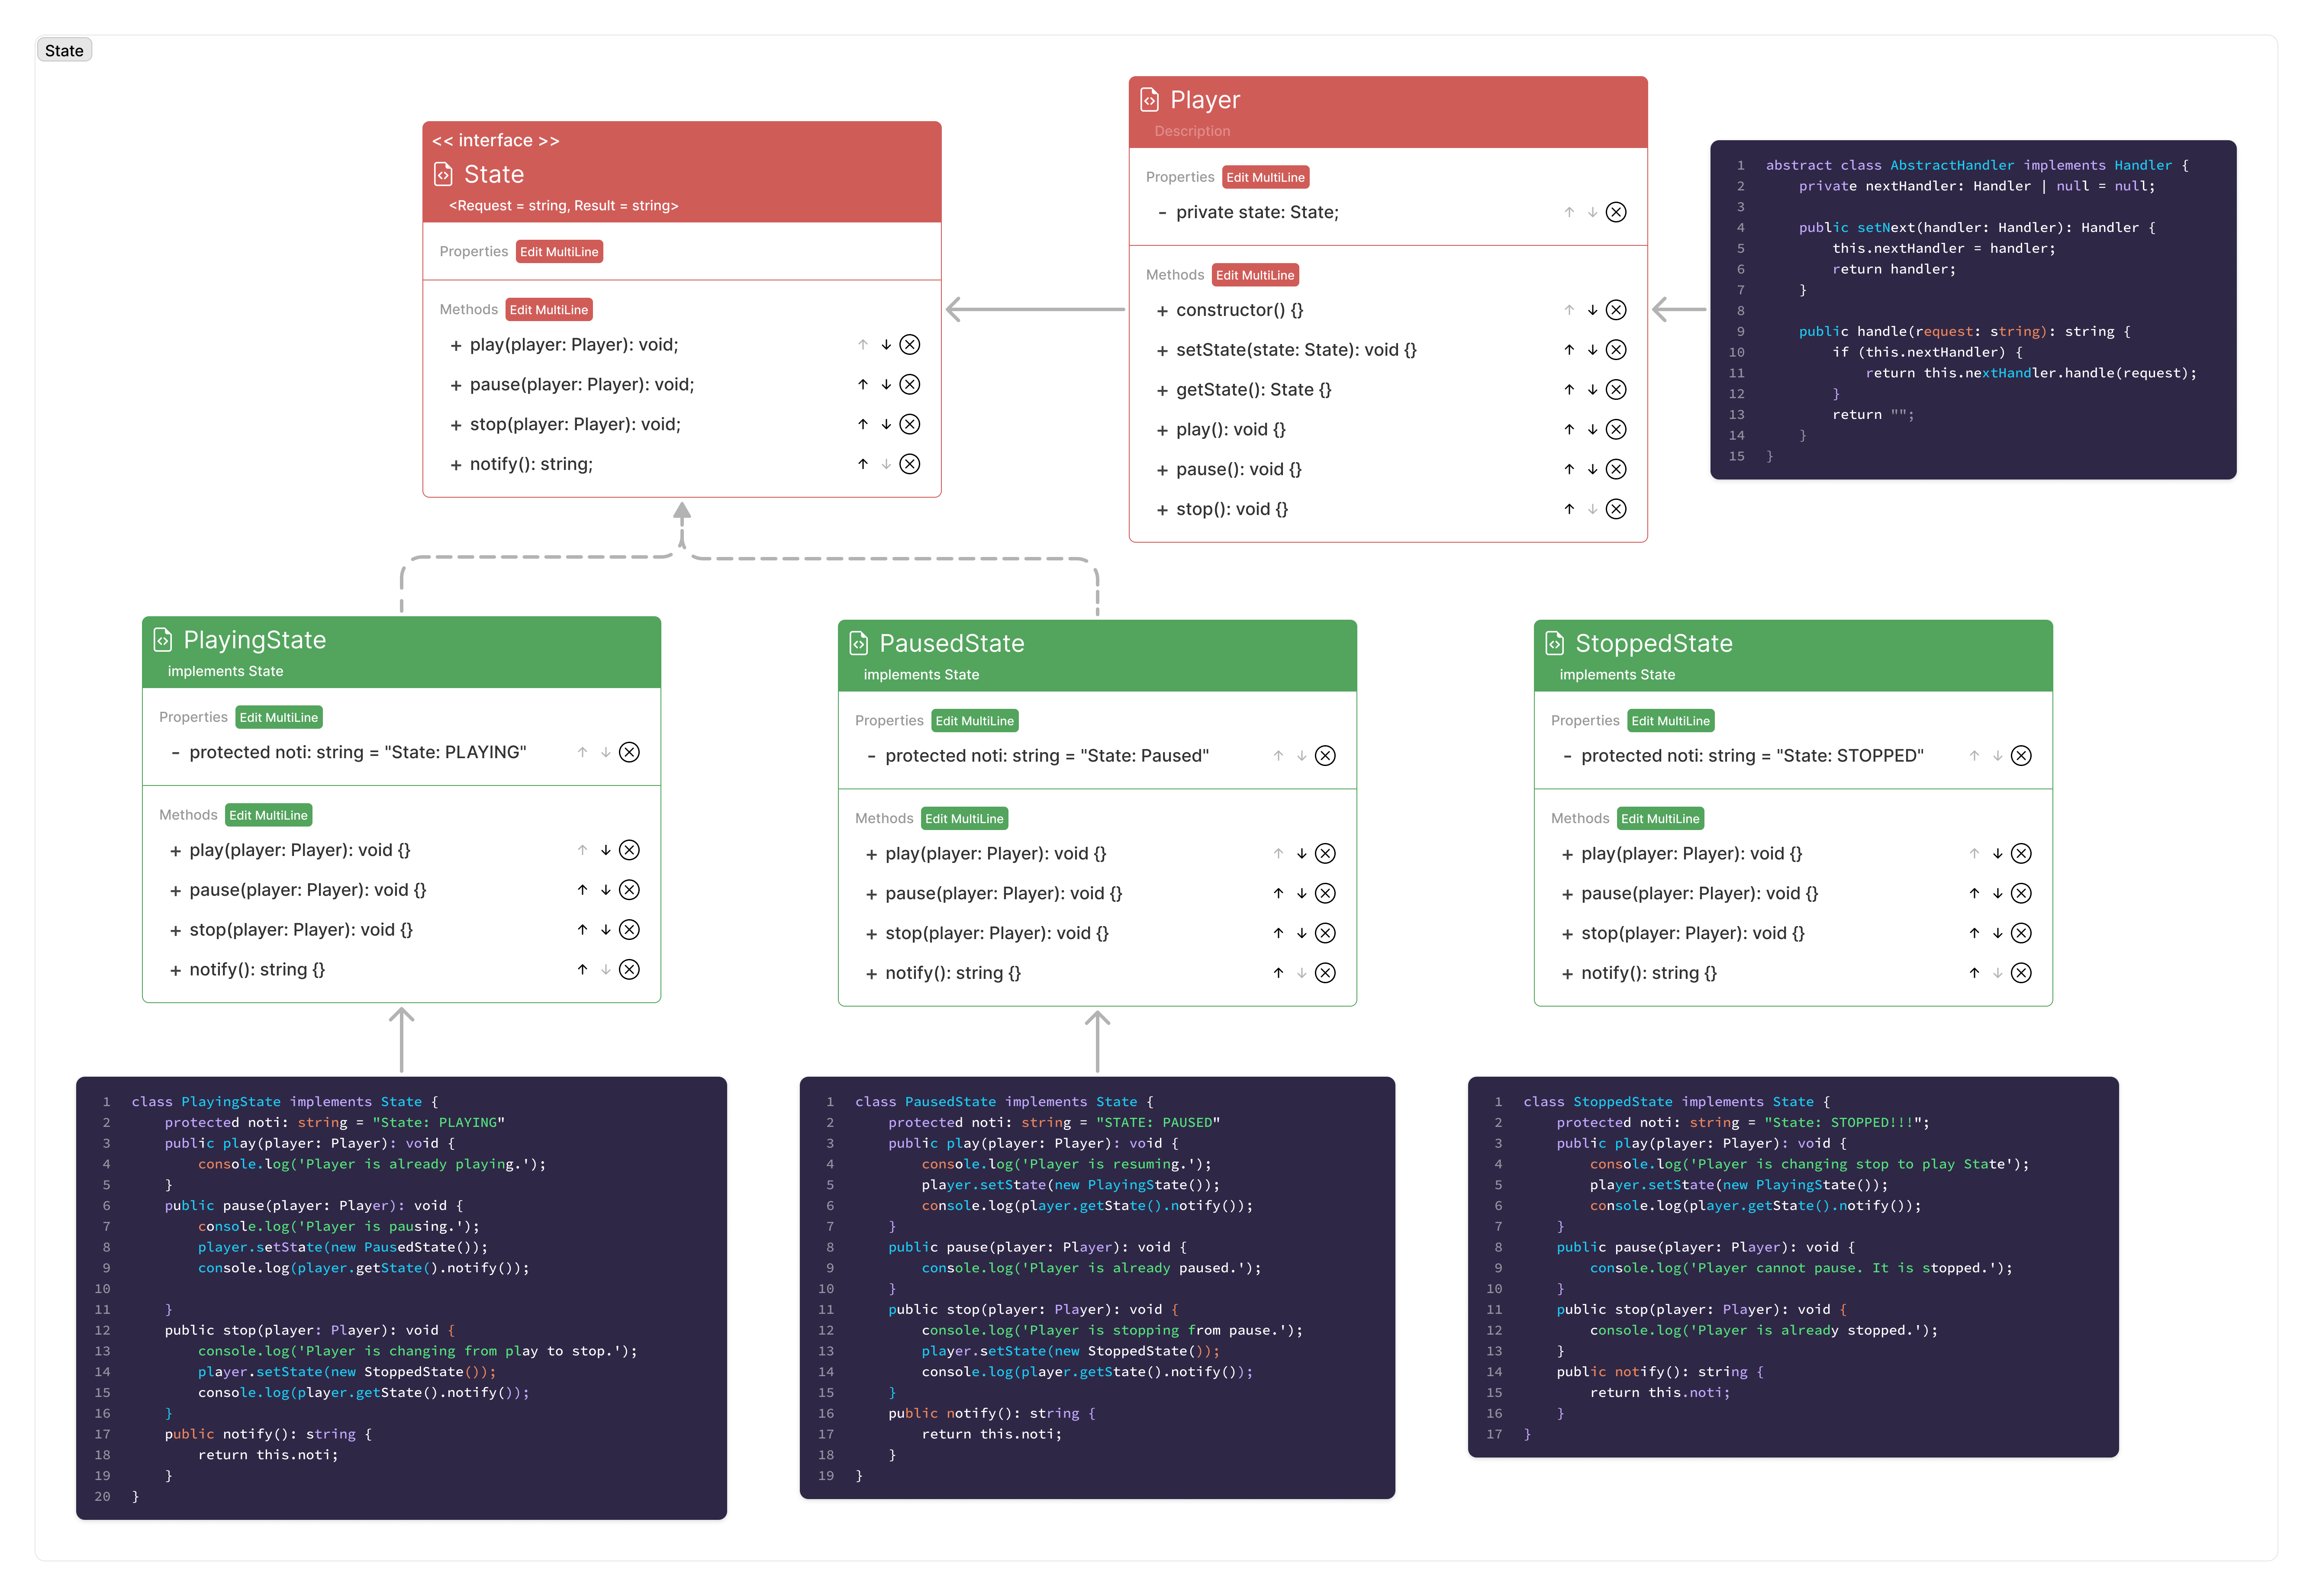 State
<< interface >>
State
<Request = string, Result = string>
Properties Edit MultiLine
Methods Edit MultiLine
+ play(player: Player): void;
+ pause(player: Player): void;
+ stop(player: Player): void;
+ notify(): string;
Player
Description
Properties Edit MultiLine
- private state: State;
Methods Edit MultiLine
+ constructor() {}
+ setState(state: State): void {}
+ getState(): State {}
+ play(): void {}
+ pause(): void {}
+ stop(): void {}
1 abstract class AbstractHandler implements Handler {
2 private nextHandler: Handler | null = null;
3
4 public setNext(handler: Handler): Handler {
5 this.nextHandler = handler;
6 return handler;
7 }
8
9 public handle(request: string): string {
10 if (this.nextHandler) {
11 return this.nextHandler.handle(request);
12 }
13 return "";
14 }
15 }
PlayingState
implements State
Properties Edit MultiLine
- protected noti: string = "State: PLAYING"
Methods Edit MultiLine
+ play(player: Player): void {}
+ pause(player: Player): void {}
+ stop(player: Player): void {}
+ notify(): string {}
PausedState
implements State
Properties Edit MultiLine
- protected noti: string = "State: Paused"
Methods Edit MultiLine
+ play(player: Player): void {}
+ pause(player: Player): void {}
+ stop(player: Player): void {}
+ notify(): string {}
StoppedState
implements State
Properties Edit MultiLine
- protected noti: string = "State: STOPPED"
Methods Edit MultiLine
+ play(player: Player): void {}
+ pause(player: Player): void {}
+ stop(player: Player): void {}
+ notify(): string {}
1 class PlayingState implements State {
2 protected noti: string = "State: PLAYING"
3 public play(player: Player): void {
4 console.log('Player is already playing.');
5 }
6 public pause(player: Player): void {
7 console.log('Player is pausing.');
8 player.setState(new PausedState());
9 console.log(player.getState().notify());
10
11 }
12 public stop(player: Player): void {
13 console.log('Player is changing from play to stop.');
14 player.setState(new StoppedState());
15 console.log(player.getState().notify());
16 }
17 public notify(): string {
18 return this.noti;
19 }
20 }
1 class PausedState implements State {
2 protected noti: string = "STATE: PAUSED"
3 public play(player: Player): void {
4 console.log('Player is resuming.');
5 player.setState(new PlayingState());
6 console.log(player.getState().notify());
7 }
8 public pause(player: Player): void {
9 console.log('Player is already paused.');
10 }
11 public stop(player: Player): void {
12 console.log('Player is stopping from pause.');
13 player.setState(new StoppedState());
14 console.log(player.getState().notify());
15 }
16 public notify(): string {
17 return this.noti;
18 }
19 }
1 class StoppedState implements State {
2 protected noti: string = "State: STOPPED!!!";
3 public play(player: Player): void {
4 console.log('Player is changing stop to play State');
5 player.setState(new PlayingState());
6 console.log(player.getState().notify());
7 }
8 public pause(player: Player): void {
9 console.log('Player cannot pause. It is stopped.');
10 }
11 public stop(player: Player): void {
12 console.log('Player is already stopped.');
13 }
14 public notify(): string {
15 return this.noti;
16 }
17 }